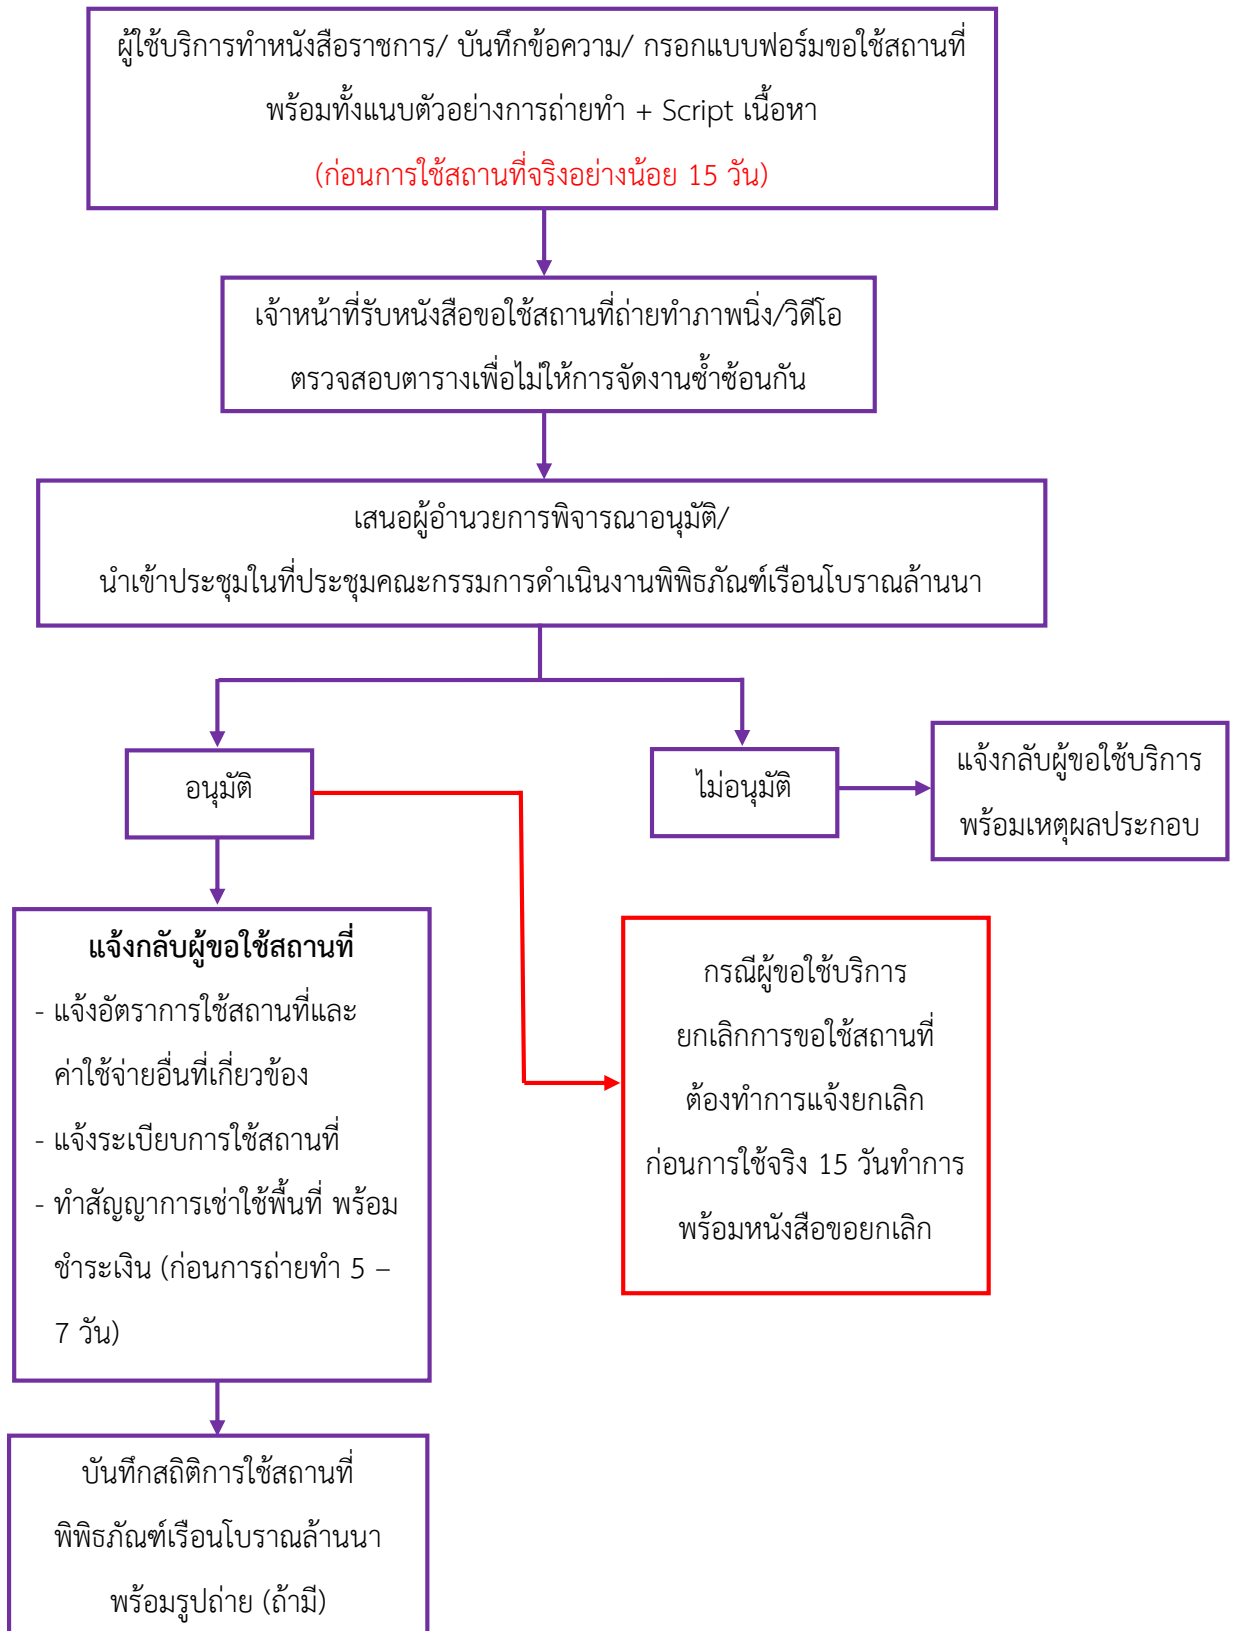 ผู้ใช้บริการทำหนังสือราชการ/ บันทึกข้อความ/ กรอกแบบฟอร์มขอใช้สถานที่
พร้อมทั้งแนบตัวอย่างการถ่ายทำ + Script เนื้อหา
(ก่อนการใช้สถานที่จริงอย่างน้อย 15 วัน)
เจ้าหน้าที่รับหนังสือขอใช้สถานที่ถ่ายทำภาพนิ่ง/วิดีโอ
ตรวจสอบตารางเพื่อไม่ให้การจัดงานซ้ำซ้อนกัน
เสนอผู้อำนวยการพิจารณาอนุมัติ/
นำเข้าประชุมในที่ประชุมคณะกรรมการดำเนินงานพิพิธภัณฑ์เรือนโบราณล้านนา
อนุมัติ
ไม่อนุมัติ
แจ้งกลับผู้ขอใช้บริการ
พร้อมเหตุผลประกอบ
แจ้งกลับผู้ขอใช้สถานที่
- แจ้งอัตราการใช้สถานที่และ
ค่าใช้จ่ายอื่นที่เกี่ยวข้อง
- แจ้งระเบียบการใช้สถานที่
- ทำสัญญาการเช่าใช้พื้นที่ พร้อม
ชำระเงิน (ก่อนการถ่ายทำ 5 –
7 วัน)
กรณีผู้ขอใช้บริการ
ยกเลิกการขอใช้สถานที่
ต้องทำการแจ้งยกเลิก
ก่อนการใช้จริง 15 วันทำการ
พร้อมหนังสือขอยกเลิก
บันทึกสถิติการใช้สถานที่
พิพิธภัณฑ์เรือนโบราณล้านนา
พร้อมรูปถ่าย (ถ้ามี)